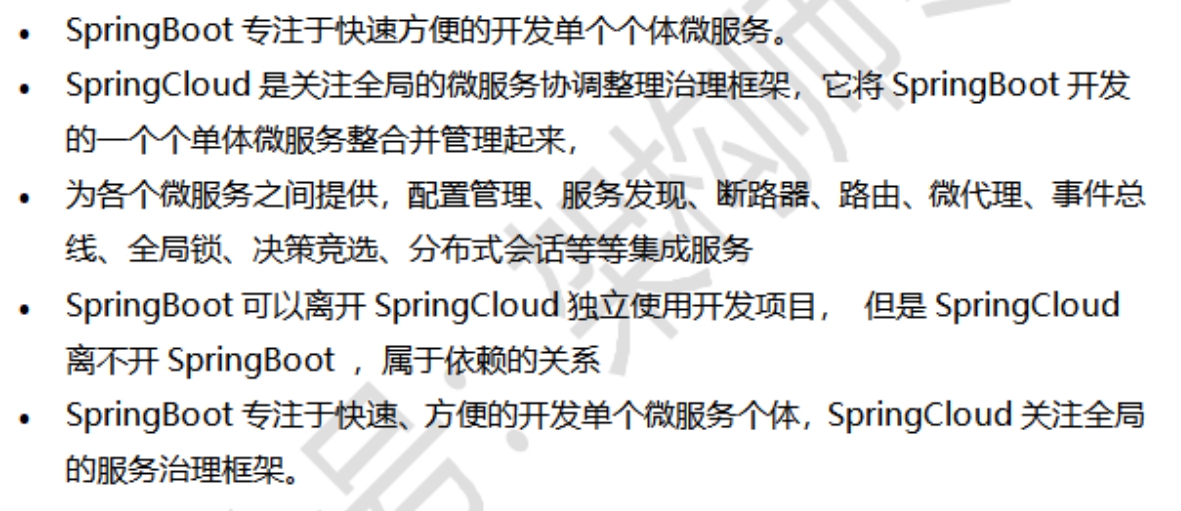 • SpringBoot 专注于快速方便的开发单个个体微服务。
• SpringCloud 是关注全局的微服务协调整理治理框架，它将 SpringBoot 开发
的一个个单体微服务整合并管理起来，
• 为各个微服务之间提供，配置管理、服务发现、断路器、路由、微代理、事件总
线、全局锁、决策竞选、分布式会话等等集成服务
• SpringBoot 可以离开 SpringCloud 独立使用开发项目， 但是 SpringCloud
离不开 SpringBoot ，属于依赖的关系
• SpringBoot 专注于快速、方便的开发单个微服务个体，SpringCloud 关注全局
的服务治理框架。
号：架构师